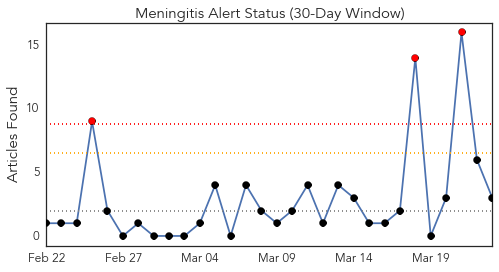 Meningitis Alert Status (30-Day Window)
Articles Found
15
10
5
0
Feb 22 Feb 27 Mar 04 Mar 09 Mar 14 Mar 19